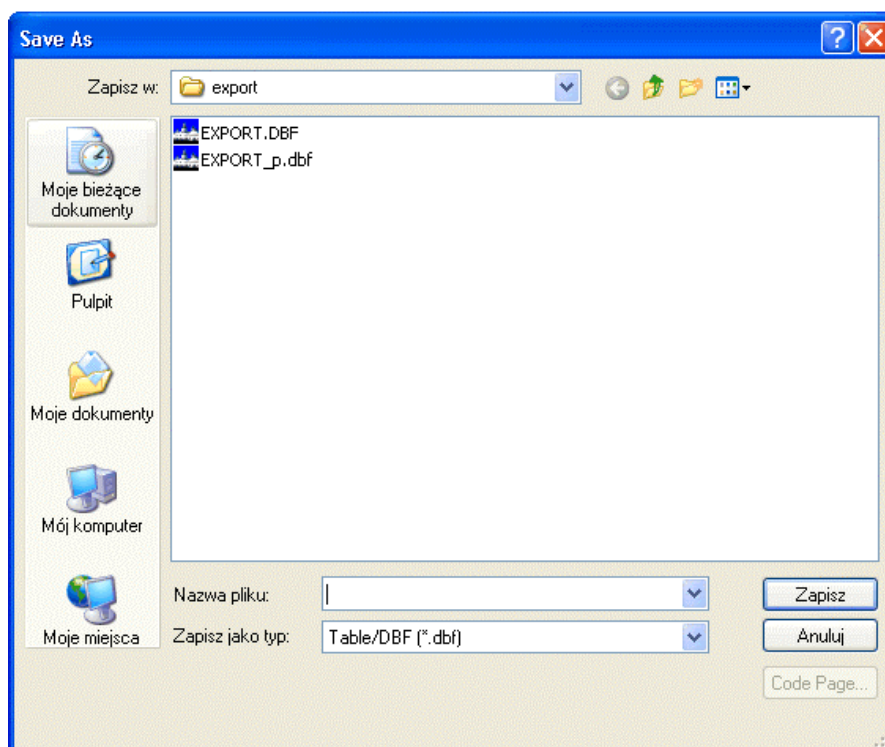 Save As
Zapisz w:
export
EXPORT.DBF
EXPORT_p.dbf
Moje bieżące
dokumenty
Pulpit
Moje dokumenty
Mój komputer
Moje miejsca
Nazwa pliku:
Zapisz
Zapisz jako typ:
Table/DBF (*.dbf)
Anuluj
Code Page...